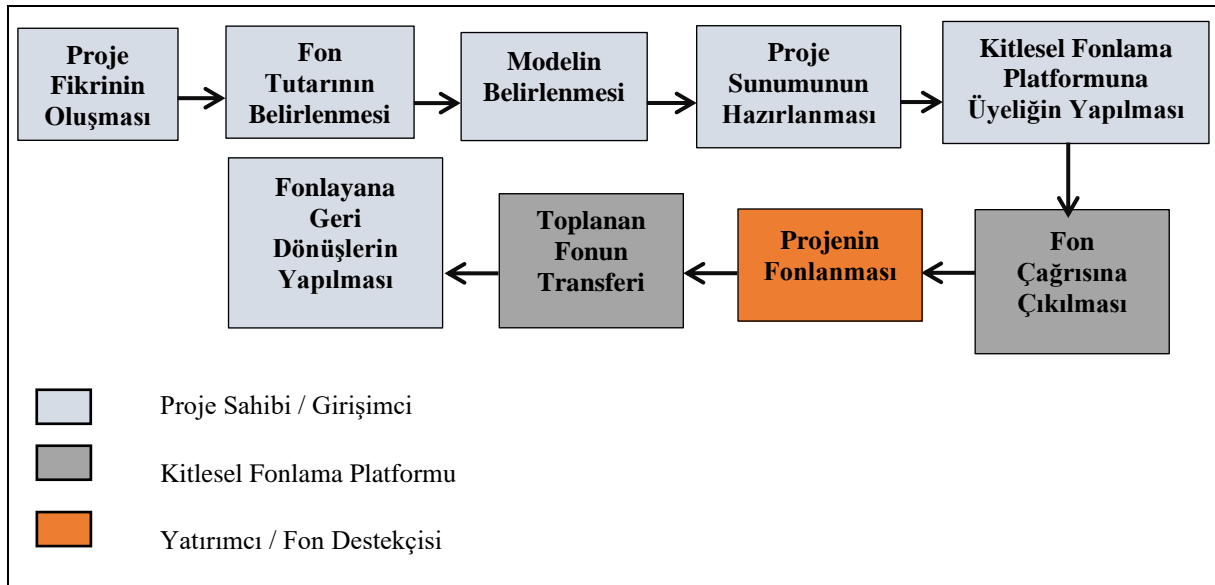 Proje
Fikrinin
Oluşması
Fon
Tutarının
Belirlenmesi
Modelin
Belirlenmesi
Proje
Sunumunun
Hazırlanması
Kitlesel Fonlama
Platformuna
Üyeliğin Yapılması
Fon
Çağrısına
Çıkılması
Projenin
Fonlanması
Toplanan
Fonun
Transferi
Fonlayana
Geri
Dönüşlerin
Yapılması
Proje Sahibi / Girişimci
Kitlesel Fonlama Platformu
Yatırımcı / Fon Destekçisi